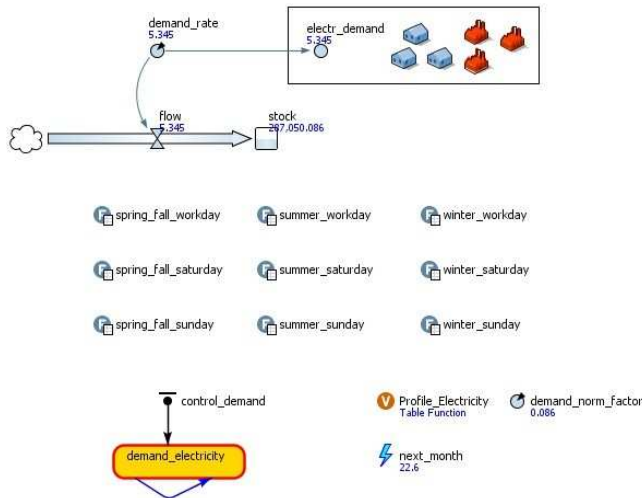 demand_rate
5.345
electr_demand
5.345
flow
5.345
stock
287.050.086
spring_fall_workday
summer_workday
winter_workday
spring_fall_saturday
summer_saturday
winter_saturday
spring_fall_sunday
summer_sunday
winter_sunday
control_demand
demand_electricity
Profile_Electricity
Table Function
demand_norm_factor
0.086
next_month
22.6